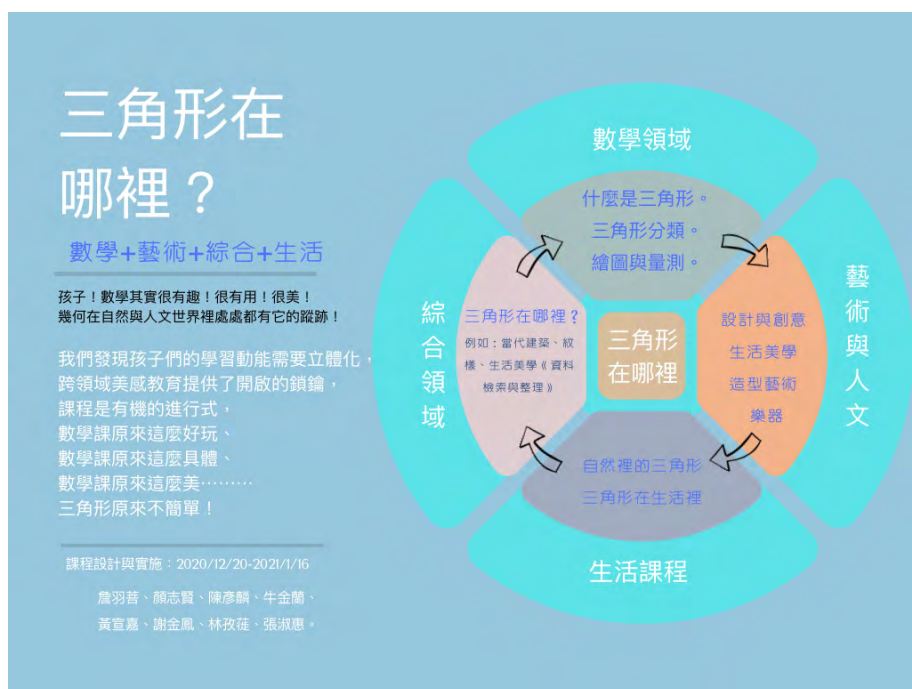 三角形在
哪裡？
數學+藝術+綜合+生活
孩子！數學其實很有趣！很有用！很美！
幾何在自然與人文世界裡處處都有它的蹤跡！
我們發現孩子們的學習動能需要立體化，
跨領域美感教育提供了開啟的鎖鑰，
課程是有機的進行式，
數學課原來這麼好玩、
數學課原來這麼具體、
數學課原來這麼美………
三角形原來不簡單！
課程設計與實施：2020/12/20-2021/1/16
詹羽菩、顏志賢、陳彥麟、牛金蘭、
黃宣嘉、謝金鳳、林孜蓰、張淑惠。
數學領域
什麼是三角形。
三角形分類。
繪圖與量測。
藝術與人文
設計與創意
生活美學
造型藝術
樂器
生活課程
自然裡的三角形
三角形在生活裡
綜合領域
三角形在哪裡？
例如：當代建築、紋
樣、生活美學《資料
檢索與整理》
三角形
在哪裡